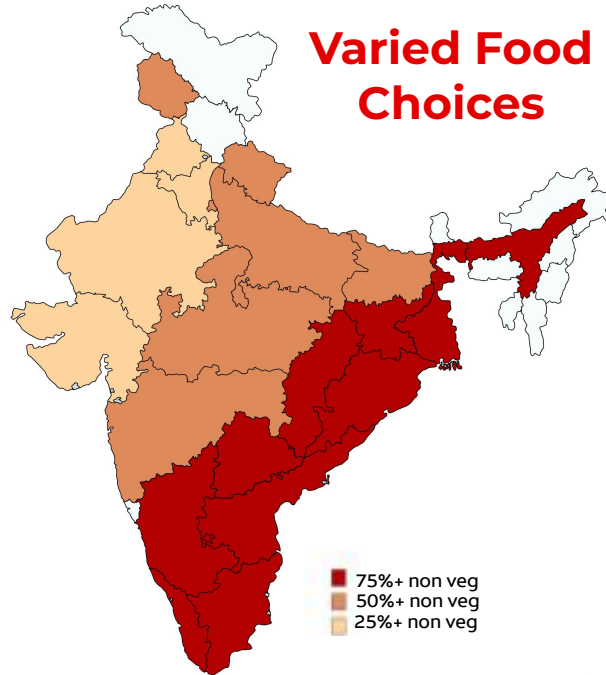 Varied Food
Choices
75%+ non veg
50%+ non veg
25%+ non veg